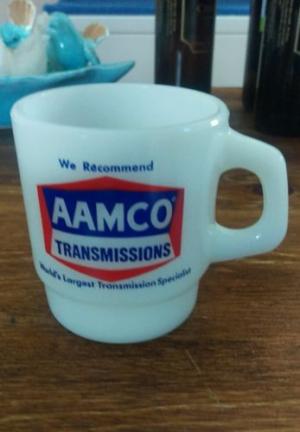 We Recommend
AAMCO®
TRANSMISSIONS
World's Largest Transmission Specialist